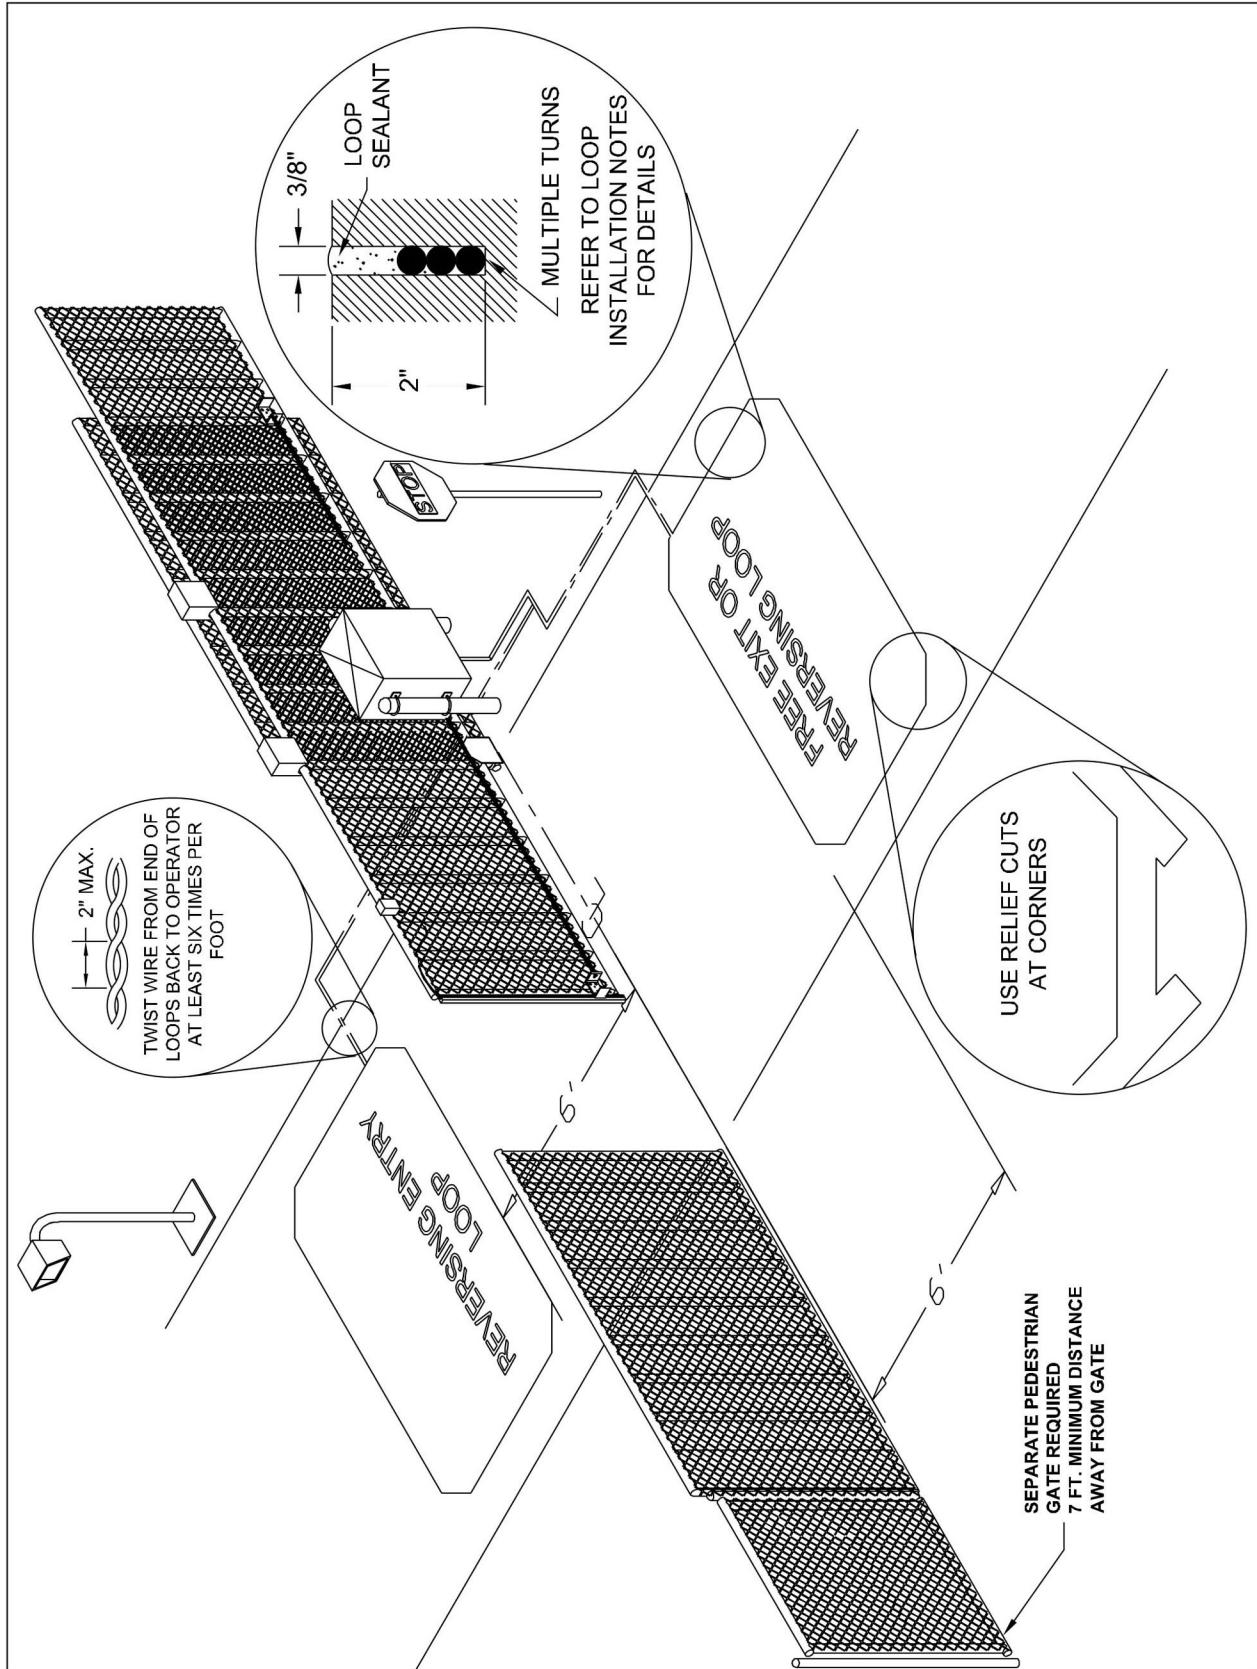 2" MAX.
TWIST WIRE FROM END OF
LOOPS BACK TO OPERATOR
AT LEAST SIX TIMES PER
FOOT
3/8"
LOOP
SEALANT
2"
MULTIPLE TURNS
REFER TO LOOP
INSTALLATION NOTES
FOR DETAILS
STOP
REVERSING ENTRY
LOOP
6'
FREE EXIT OR
REVERSING LOOP
6'
USE RELIEF CUTS
AT CORNERS
SEPARATE PEDESTRIAN
GATE REQUIRED
7 FT. MINIMUM DISTANCE
AWAY FROM GATE